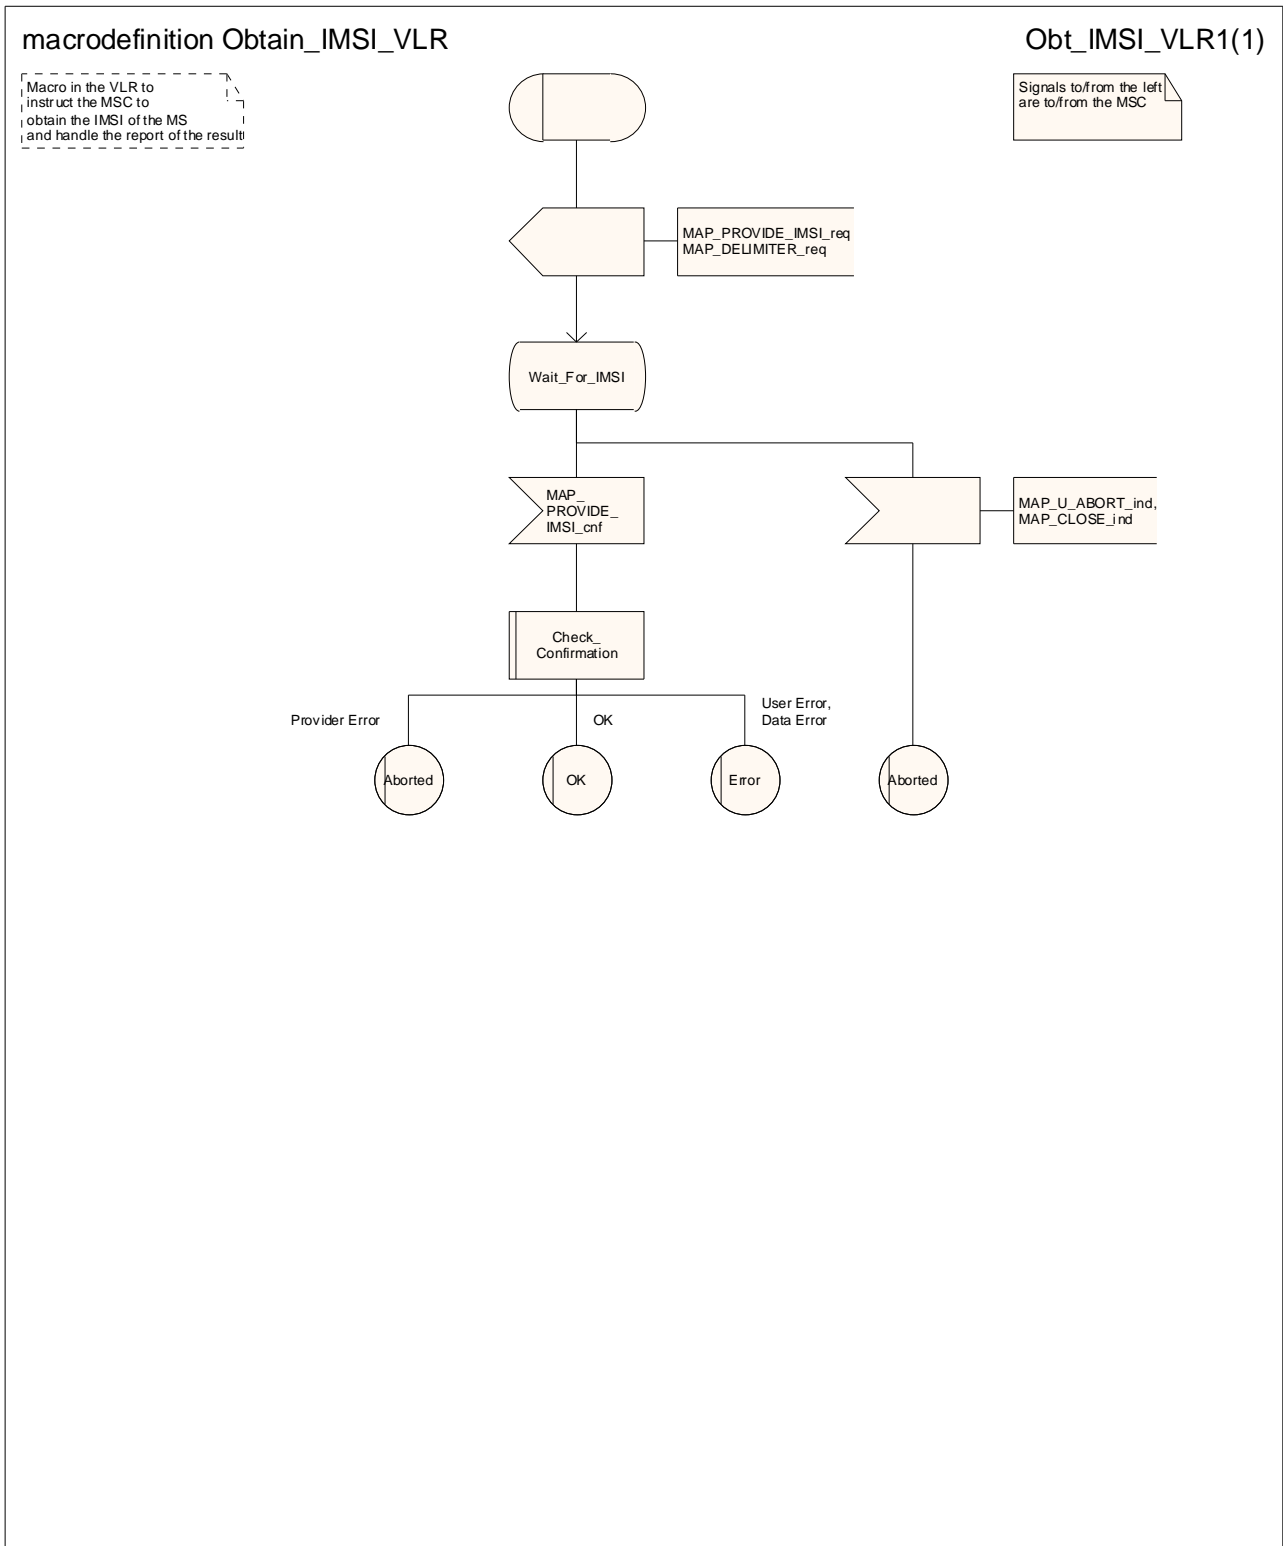 macrodefinition Obtain_IMSI_VLR
Obt_IMSI_VLR1(1)
Macro in the VLR to
instruct the MSC to
obtain the IMSI of the MS
and handle the report of the result
Signals to/from the left
are to/from the MSC
MAP_PROVIDE_IMSI_req
MAP_DELIMITER_req
Wait_For_IMSI
MAP_
PROVIDE_
IMSI_cnf
MAP_U_ABORT_ind,
MAP_CLOSE_ind
Check_
Confirmation
Provider Error
OK
User Error,
Data Error
Aborted
OK
Error
Aborted